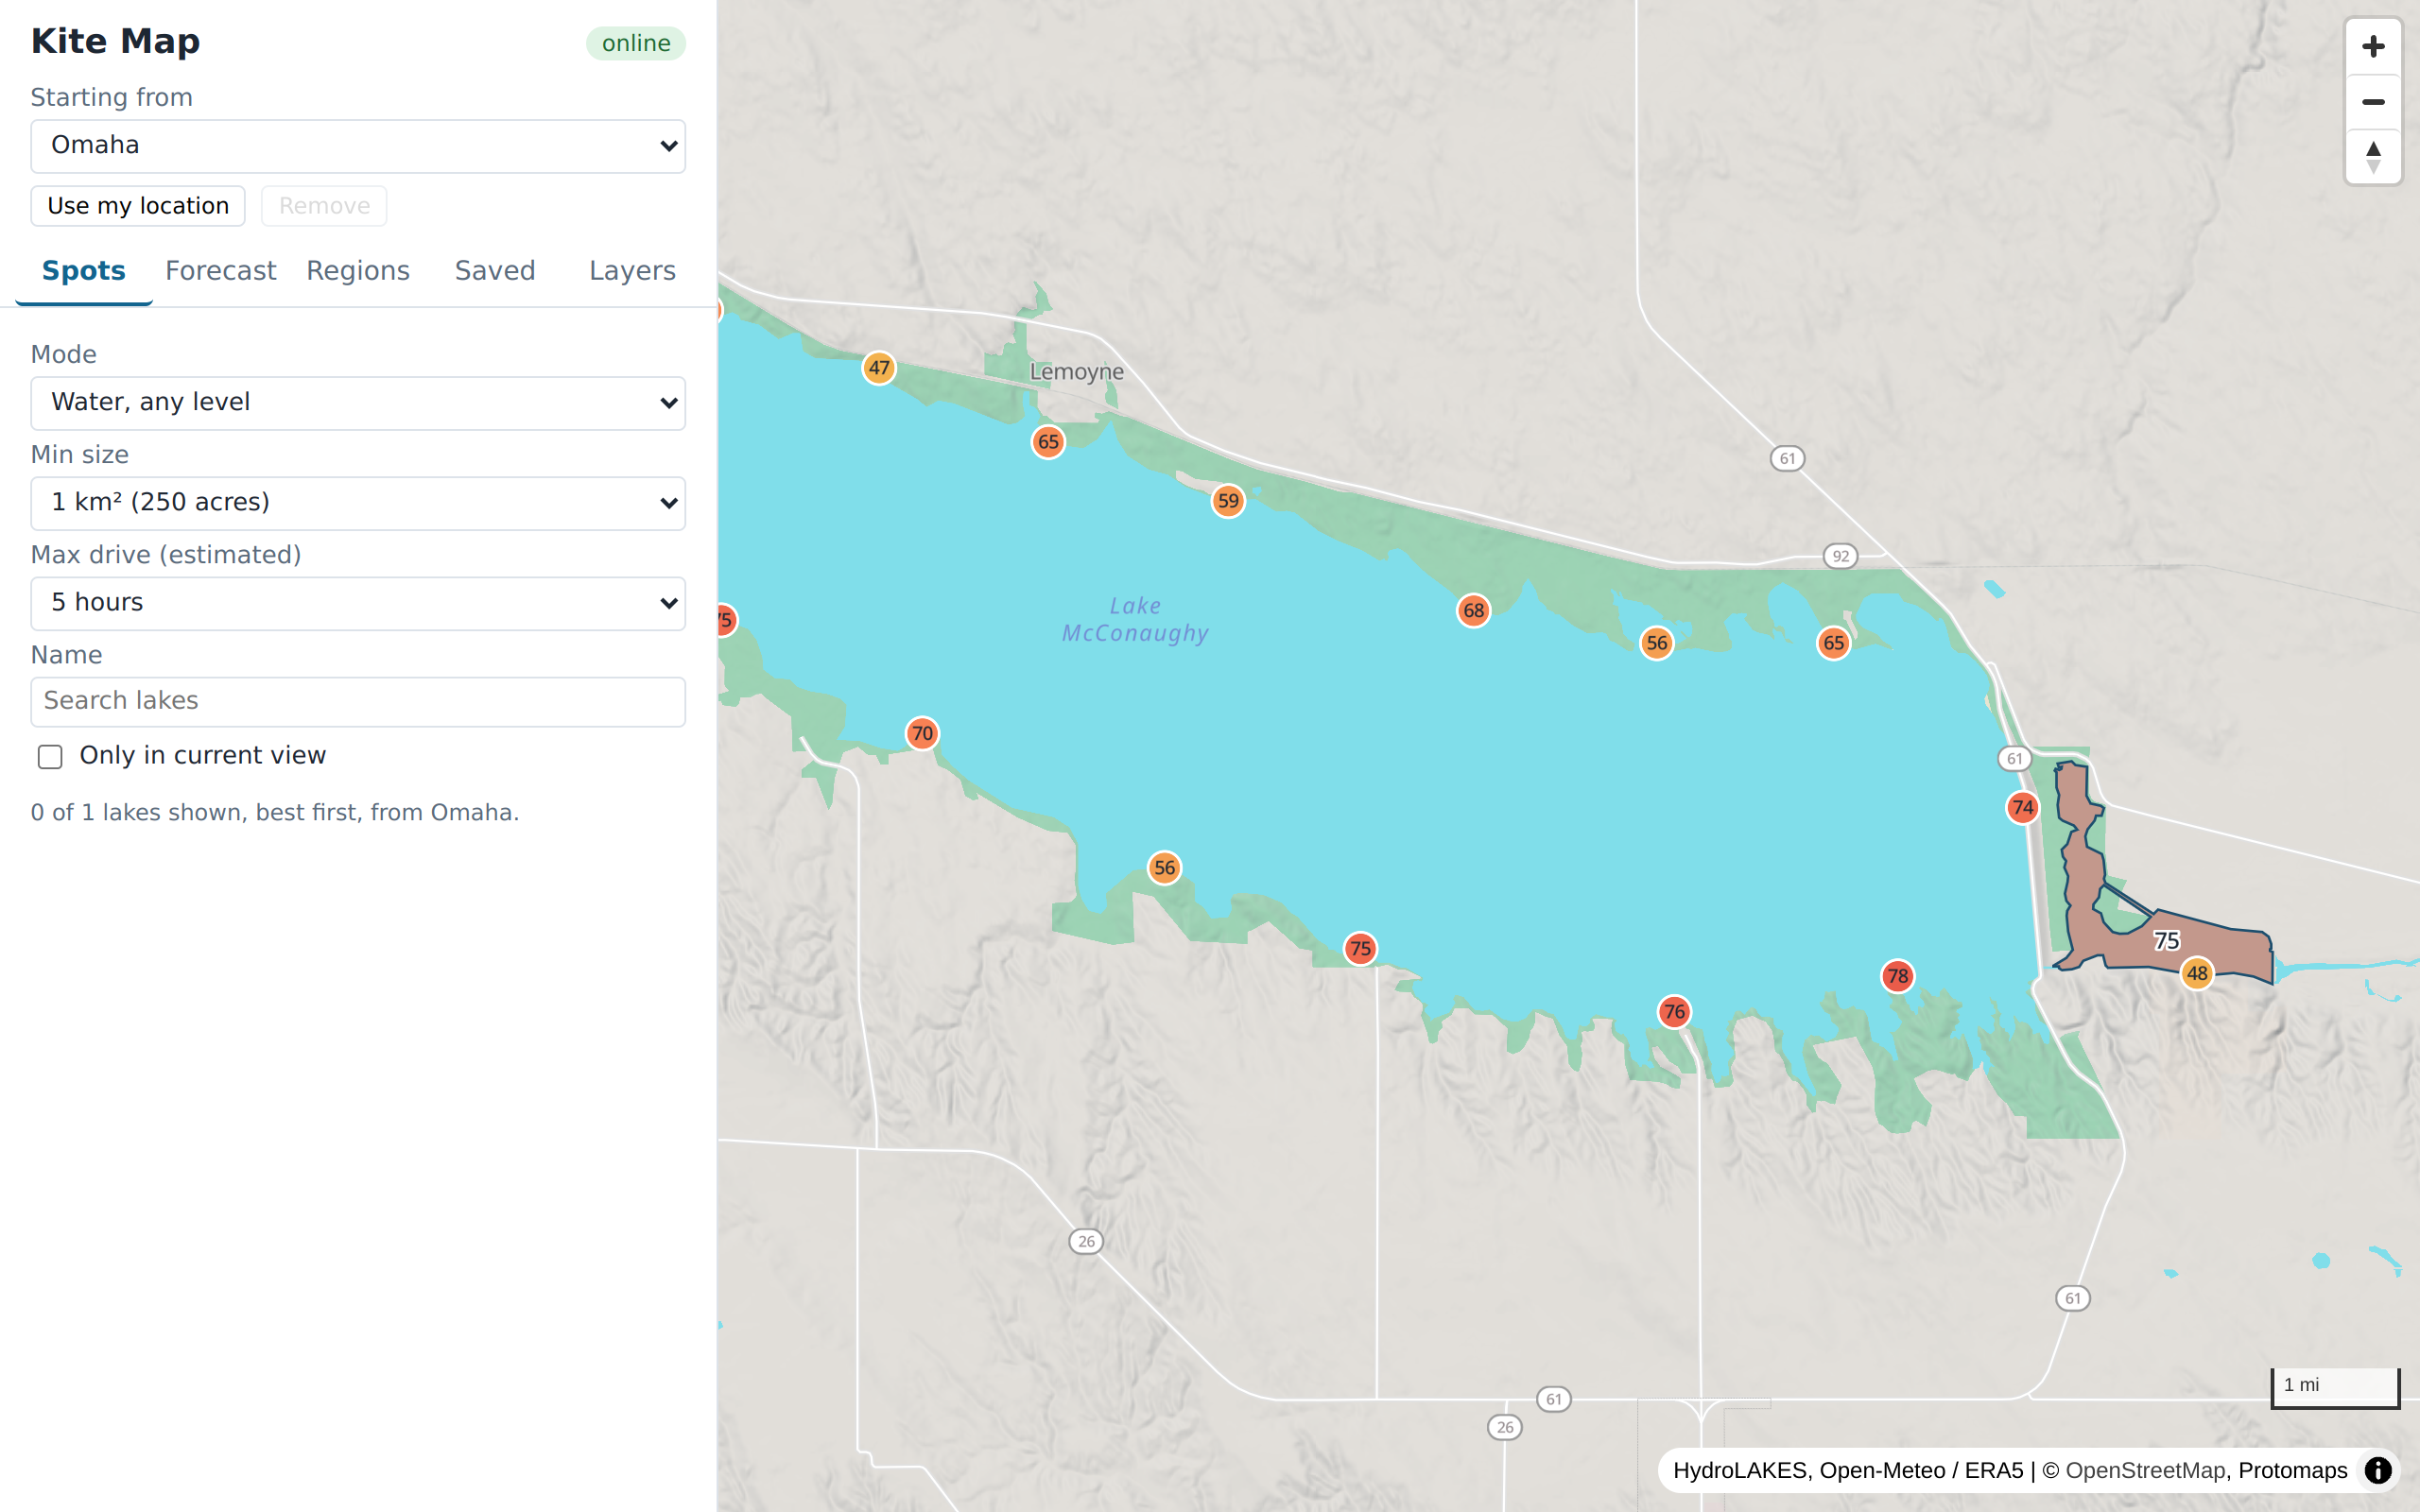 Kite Map
online
Starting from
Omaha
Use my location
Remove
Spots
Forecast
Regions
Saved
Layers
Mode
Water, any level
Min size
1 km² (250 acres)
Max drive (estimated)
5 hours
Name
Search lakes
Only in current view
0 of 1 lakes shown, best first, from Omaha.
47
Lemoyne
65
61
59
92
Lake
McConaughy
68
75
56
65
70
61
74
56
75
75
48
78
76
26
61
1 mi
61
26
HydroLAKES, Open-Meteo / ERA5 | © OpenStreetMap, Protomaps